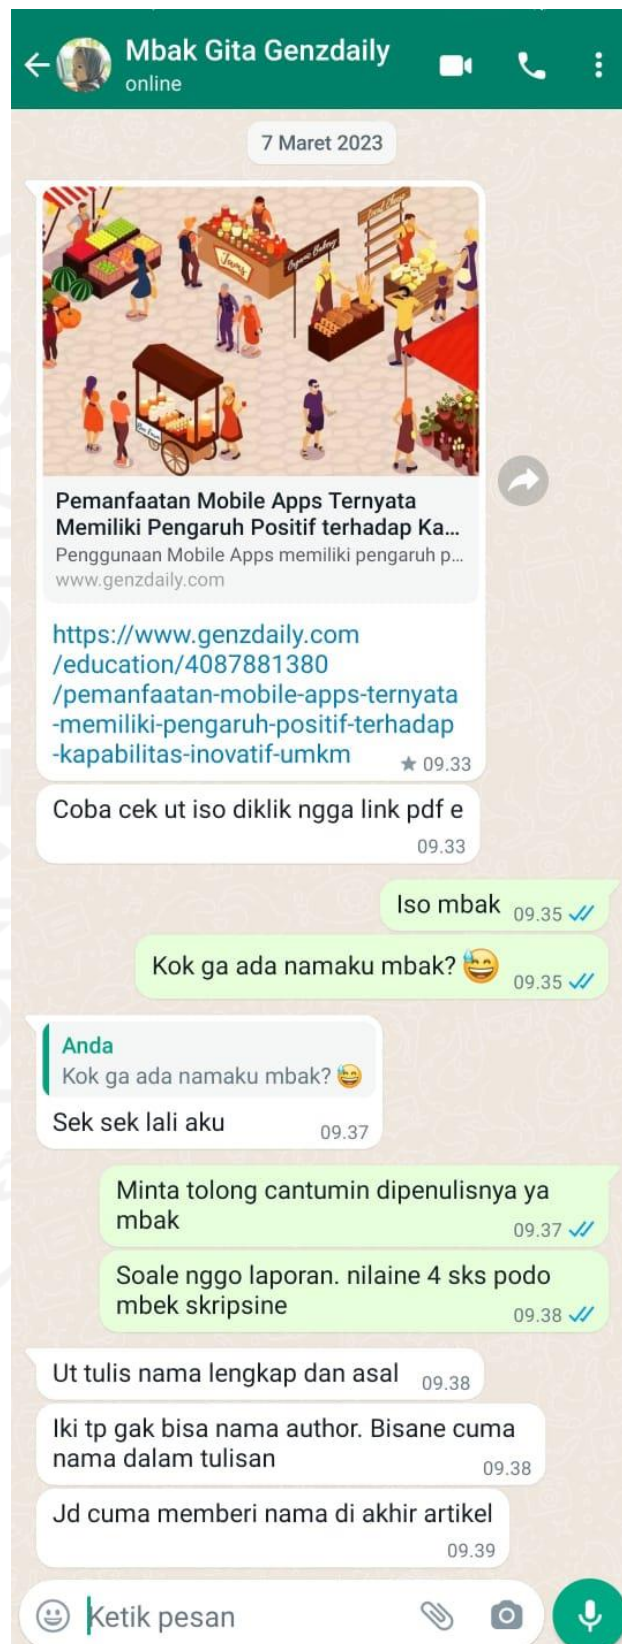 Mbak Gita Genzdaily
online
7 Maret 2023
Jams
Organic Bakery
Pemanfaatan Mobile Apps Ternyata
Memiliki Pengaruh Positif terhadap Ka...
Penggunaan Mobile Apps memiliki pengaruh p...
www.genzdaily.com
https://www.genzdaily.com
/education/4087881380
/pemanfaatan-mobile-apps-ternyata
-memiliki-pengaruh-positif-terhadap
-kapabilitas-inovatif-umkm
★ 09.33
Coba cek ut iso diklik ngga link pdf e
09.33
Iso mbak 09.35
Kok ga ada namaku mbak?😅 09.35
Anda
Kok ga ada namaku mbak? 😅
Sek sek lali aku 09.37
Minta tolong cantumin dipenulisnya ya
mbak 09.37
Soale nggo laporan. nilaine 4 sks podo
mbek skripsine 09.38
Ut tulis nama lengkap dan asal 09.38
Iki tp gak bisa nama author. Bisane cuma
nama dalam tulisan 09.38
Jd cuma memberi nama di akhir artikel
09.39
Ketik pesan